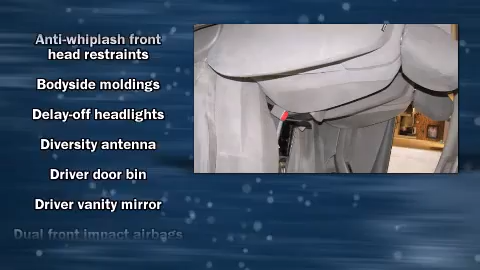 Anti-whiplash front
head restraints
Bodyside moldings
Delay-off headlights
Diversity antenna
Driver door bin
Driver vanity mirror
Dual front impact airbags